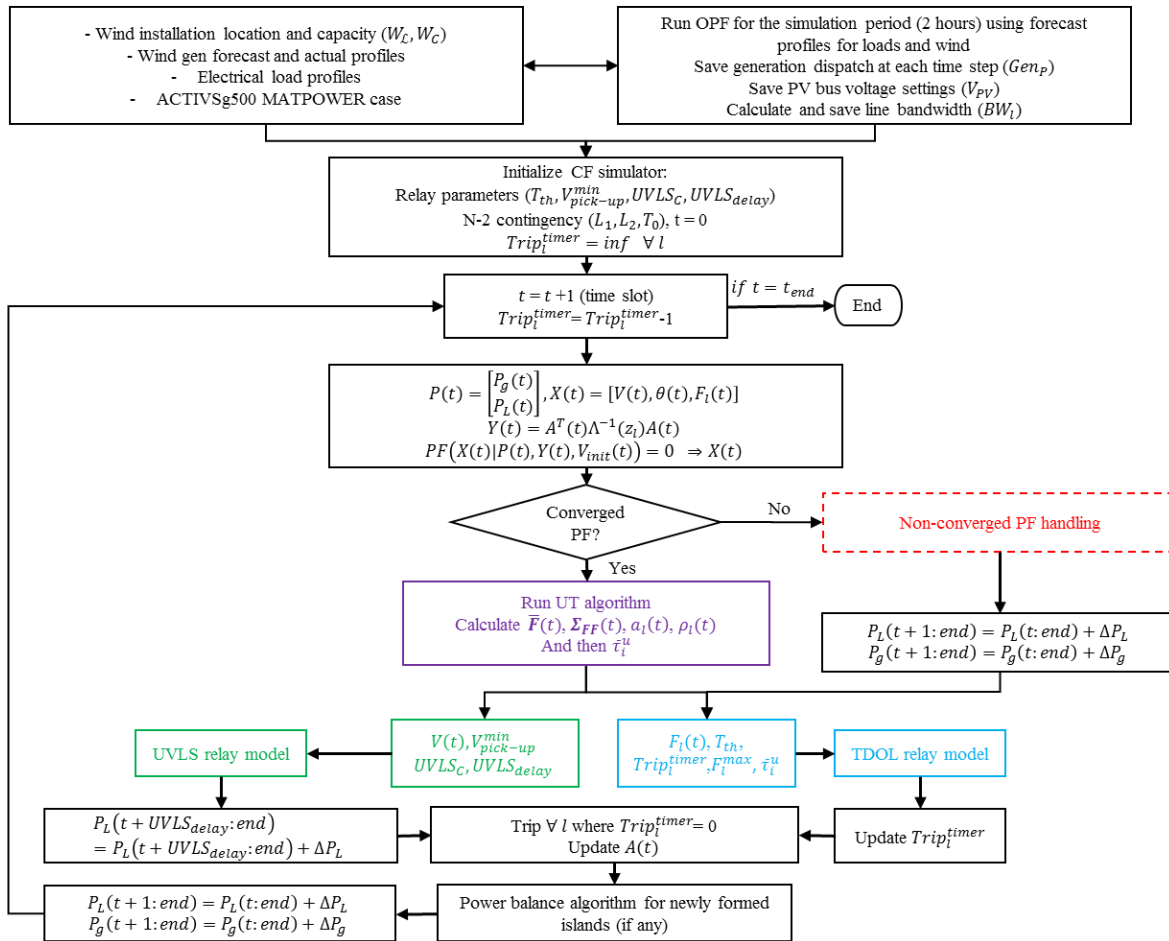 - Wind installation location and capacity (W_ℒ, W_C)
- Wind gen forecast and actual profiles
- Electrical load profiles
- ACTIVSg500 MATPOWER case
Run OPF for the simulation period (2 hours) using forecast
profiles for loads and wind
Save generation dispatch at each time step (Gen_P)
Save PV bus voltage settings (V_PV)
Calculate and save line bandwidth (BW_l)
Initialize CF simulator:
Relay parameters (T_th, V_pick-up^min, UVLS_C, UVLS_delay)
N-2 contingency (L_1, L_2, T_0), t = 0
Trip_l^timer = inf ∀ l
t = t +1 (time slot)
Trip_l^timer = Trip_l^timer -1
if t = t_end
End
P(t) = [P_g(t) P_L(t)], X(t) = [V(t), θ(t), F_l(t)]
Y(t) = A^T(t)Λ^-1(z_l)A(t)
PF(X(t)|P(t), Y(t), V_init(t)) = 0 ⇒ X(t)
Converged
PF?
No
Yes
Non-converged PF handling
Run UT algorithm
Calculate F̅(t), Σ_FF(t), a_l(t), ρ_l(t)
And then τ̄_i^u
P_L(t + 1: end) = P_L(t: end) + ΔP_L
P_g(t + 1: end) = P_g(t: end) + ΔP_g
UVLS relay model
V(t), V_pick-up^min
UVLS_C, UVLS_delay
F_l(t), T_th,
Trip_l^timer, F_l^max, τ̄_i^u
TDOL relay model
P_L(t + UVLS_delay: end)
= P_L(t + UVLS_delay: end) + ΔP_L
Trip ∀ l where Trip_l^timer = 0
Update A(t)
Update Trip_l^timer
P_L(t + 1: end) = P_L(t: end) + ΔP_L
P_g(t + 1: end) = P_g(t: end) + ΔP_g
Power balance algorithm for newly formed
islands (if any)